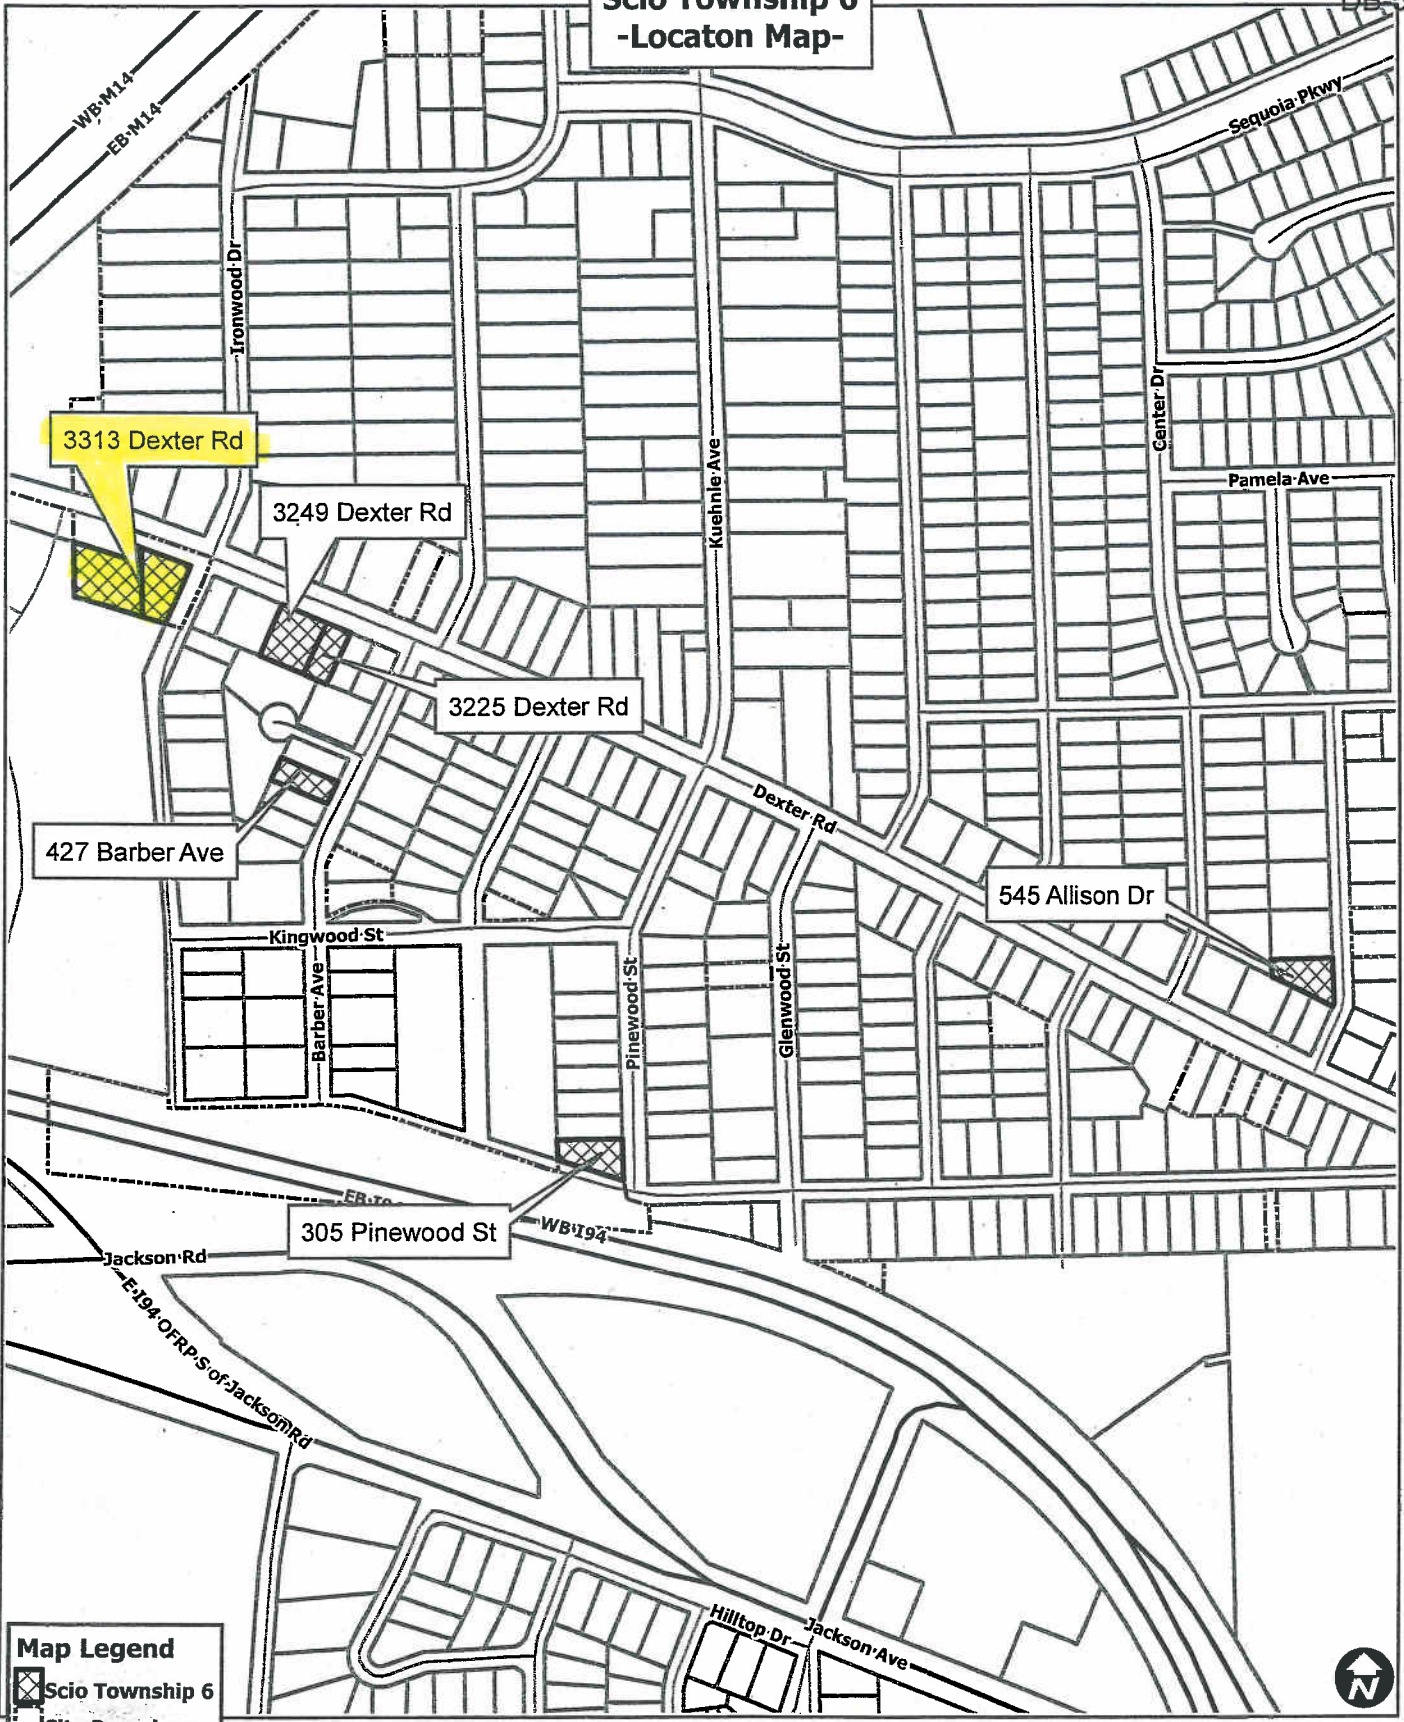 Scio Township 6
-Locaton Map-
WB M14
EB M14
Sequoia Pkwy
Ironwood Dr
3313 Dexter Rd
3249 Dexter Rd
Kuehnle Ave
Center Dr
Pamela Ave
3225 Dexter Rd
Dexter Rd
427 Barber Ave
545 Allison Dr
Kingwood St
Barber Ave
Pinewood St
Glenwood St
305 Pinewood St
WB I94
Jackson Rd
E I94 OFRP S of Jackson Rd
Hilltop Dr
Jackson Ave
Map Legend
Scio Township 6
N